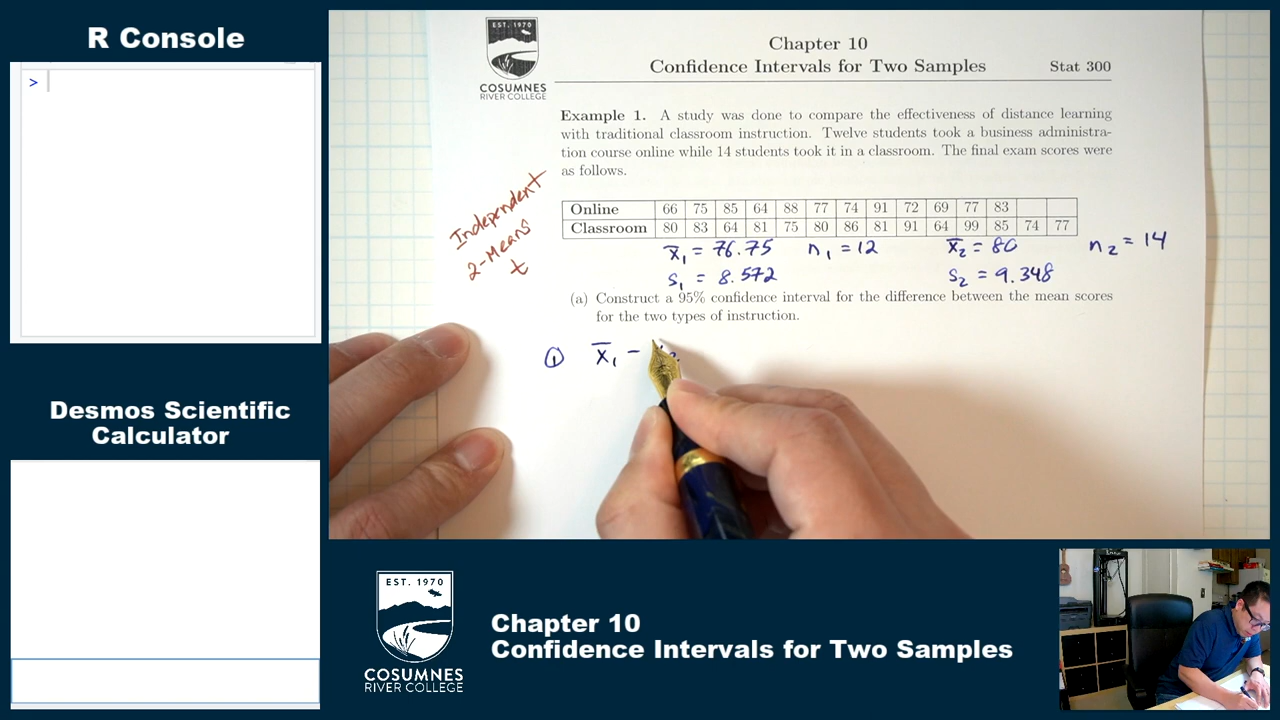 R Console
>
Desmos Scientific
Calculator
EST. 1970
COSUMNES
RIVER COLLEGE
Chapter 10
Confidence Intervals for Two Samples
Stat 300
Example 1. A study was done to compare the effectiveness of distance learning
with traditional classroom instruction. Twelve students took a business administra-
tion course online while 14 students took it in a classroom. The final exam scores were
as follows.
Independent
2-Means
t
Online 66 75 85 64 88 77 74 91 72 69 77 83
Classroom 80 83 64 81 75 80 86 81 91 64 99 85 74 77
x̄₁ = 76.75 n₁ = 12 x̄₂ = 80 n₂ = 14
s₁ = 8.572 s₂ = 9.348
(a) Construct a 95% confidence interval for the difference between the mean scores
for the two types of instruction.
① x̄₁ −
EST. 1970
COSUMNES
RIVER COLLEGE
Chapter 10
Confidence Intervals for Two Samples